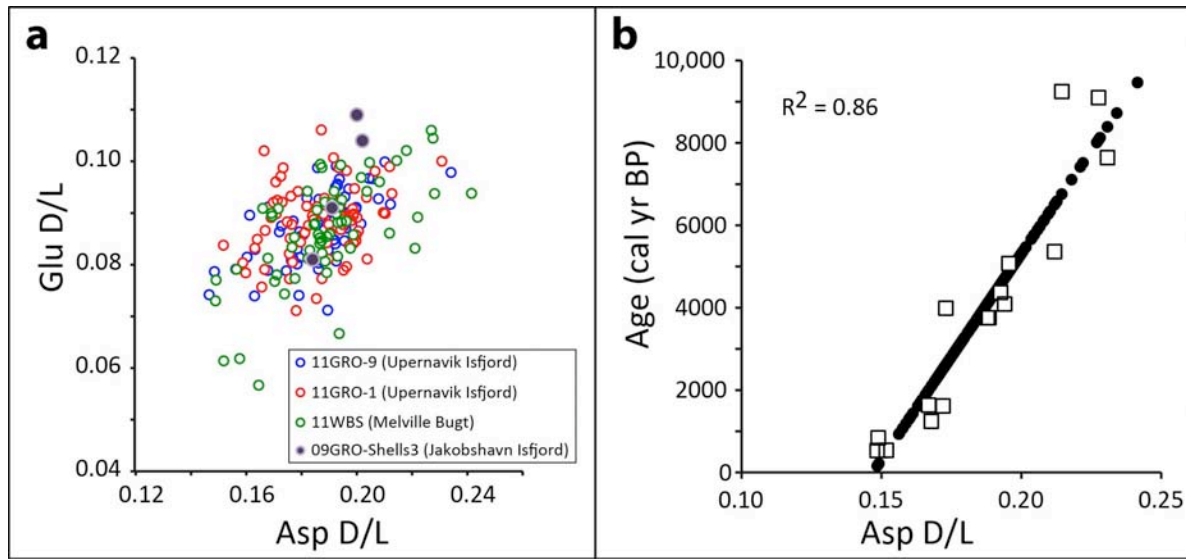 a
0.12
0.10
Glu D/L
0.08
0.06
0.04
11GRO-9 (Upernavik Isfjord)
11GRO-1 (Upernavik Isfjord)
11WBS (Melville Bugt)
09GRO-Shells3 (Jakobshavn Isfjord)
0.12
0.16
0.20
0.24
Asp D/L
b
10,000
R2 = 0.86
8000
Age (cal yr BP)
6000
4000
2000
0
0.10
0.15
0.20
0.25
Asp D/L